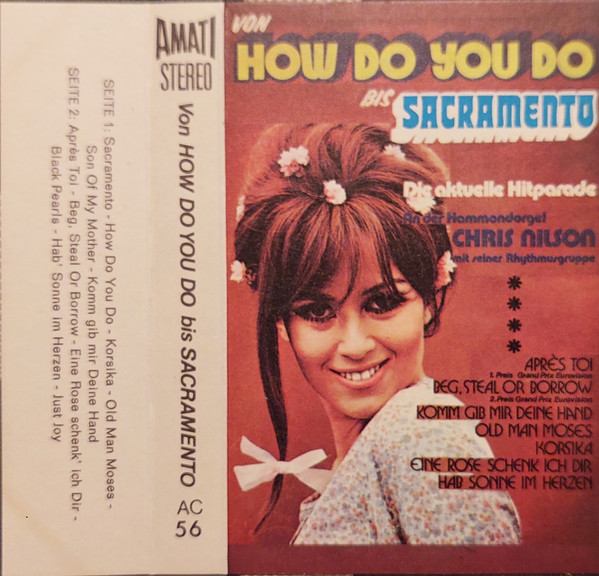 SEITE 1: Sacramento - How Do You Do - Korsika - Old Man Moses -
Son Of My Mother - Komm gib mir Deine Hand
SEITE 2: Après Toi - Beg, Steal Or Borrow - Eine Rose schenk' ich Dir -
Black Pearls - Hab' Sonne im Herzen - Just Joy
AMATI
STEREO
Von HOW DO YOU DO bis SACRAMENTO
AC
56
VON
HOW DO YOU DO
BIS SACRAMENTO
Die aktuelle Hitparade
An der Hammondorgel
CHRIS NILSON
mit seiner Rhythmusgruppe
APRÈS TOI
1. Preis Grand Prix Eurovision
BEG, STEAL OR BORROW
2. Preis Grand Prix Eurovision
KOMM GIB MIR DEINE HAND
OLD MAN MOSES
KORSIKA
EINE ROSE SCHENK ICH DIR
HAB SONNE IM HERZEN